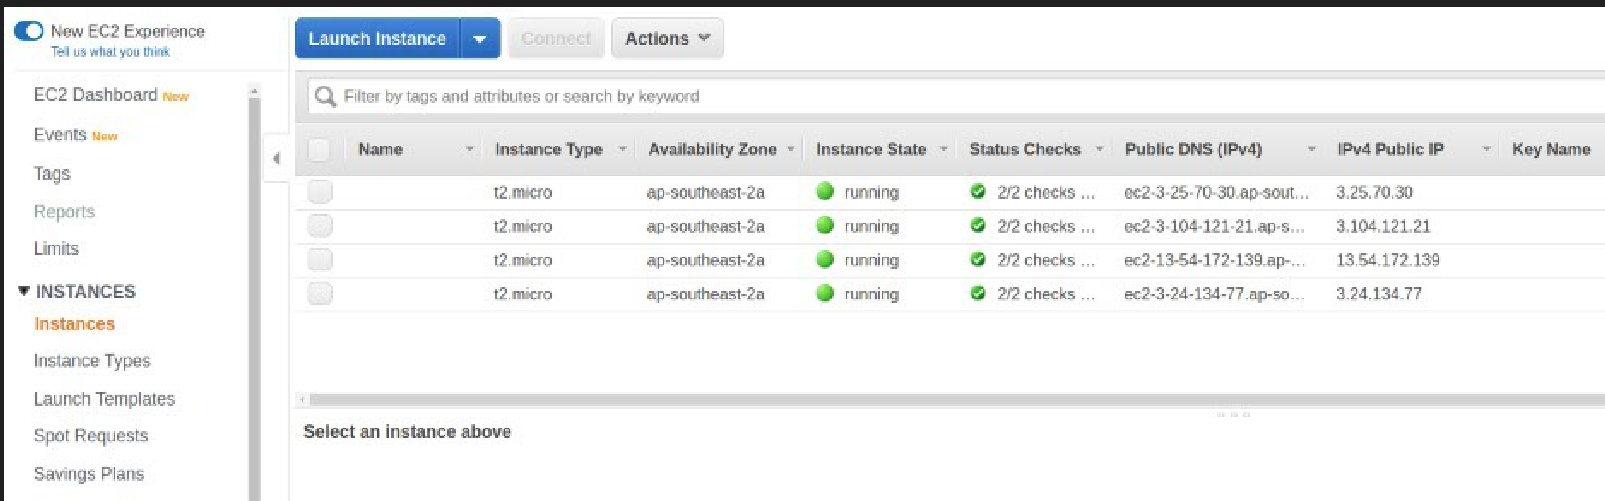 New EC2 Experience
Tell us what you think
EC2 Dashboard New
Events New
Tags
Reports
Limits
INSTANCES
Instances
Instance Types
Launch Templates
Spot Requests
Savings Plans
Launch Instance Connect Actions
Filter by tags and attributes or search by keyword
Name Instance Type Availability Zone Instance State Status Checks Public DNS (IPv4) IPv4 Public IP Key Name
t2.micro ap-southeast-2a running 2/2 checks ... ec2-3-25-70-30.ap-sout... 3.25.70.30
t2.micro ap-southeast-2a running 2/2 checks ... ec2-3-104-121-21.ap-s... 3.104.121.21
t2.micro ap-southeast-2a running 2/2 checks ... ec2-13-54-172-139.ap-... 13.54.172.139
t2.micro ap-southeast-2a running 2/2 checks ... ec2-3-24-134-77.ap-so... 3.24.134.77
Select an instance above